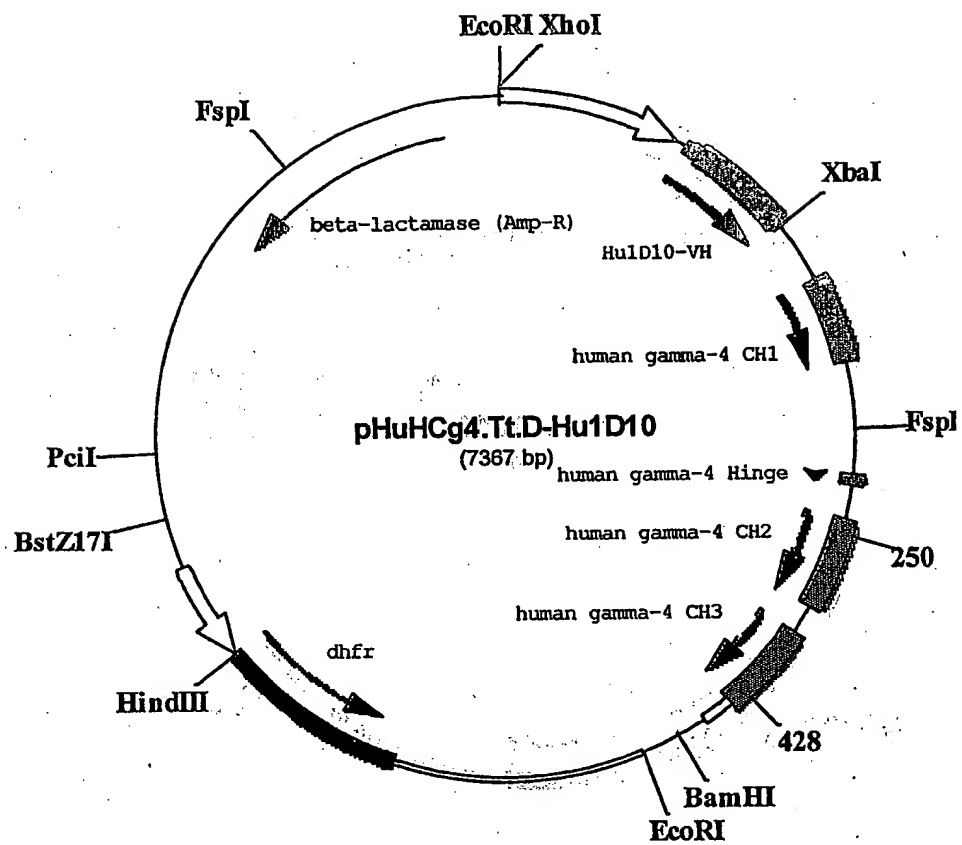 EcoRI XhoI
FspI
XbaI
beta-lactamase (Amp-R)
Hu1D10-VH
human gamma-4 CH1
pHuHCg4.Tt.D-Hu1D10
(7367 bp)
FspI
PciI
human gamma-4 Hinge
human gamma-4 CH2
BstZ17I
250
human gamma-4 CH3
dhfr
HindIII
428
BamHI
EcoRI